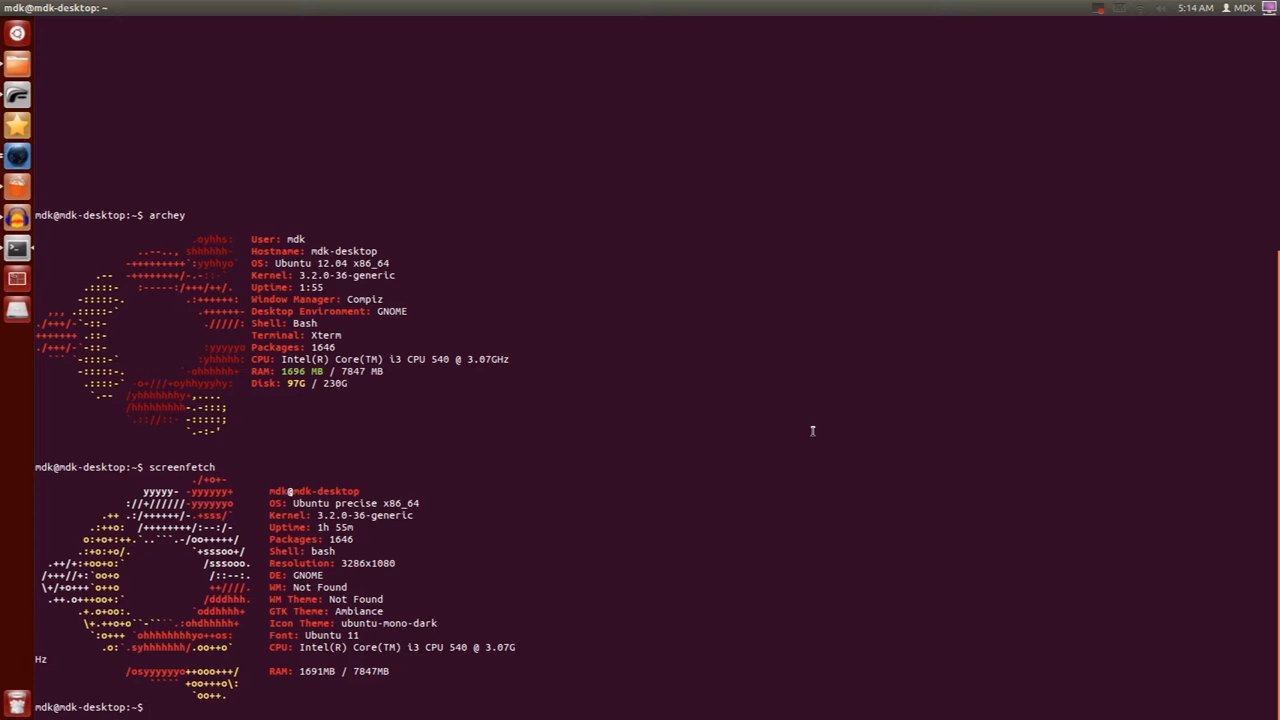 mdk@mdk-desktop: ~
5:14 AM MDK
mdk@mdk-desktop:~$ archey
User: mdk
Hostname: mdk-desktop
OS: Ubuntu 12.04 x86_64
Kernel: 3.2.0-36-generic
Uptime: 1:55
Window Manager: Compiz
Desktop Environment: GNOME
Shell: Bash
Terminal: Xterm
Packages: 1646
CPU: Intel(R) Core(TM) i3 CPU 540 @ 3.07GHz
RAM: 1696 MB / 7847 MB
Disk: 97G / 230G
mdk@mdk-desktop:~$ screenfetch
mdk@mdk-desktop
OS: Ubuntu precise x86_64
Kernel: 3.2.0-36-generic
Uptime: 1h 55m
Packages: 1646
Shell: bash
Resolution: 3286x1080
DE: GNOME
WM: Not Found
WM Theme: Not Found
GTK Theme: Ambiance
Icon Theme: ubuntu-mono-dark
Font: Ubuntu 11
CPU: Intel(R) Core(TM) i3 CPU 540 @ 3.07G
Hz
RAM: 1691MB / 7847MB
mdk@mdk-desktop:~$